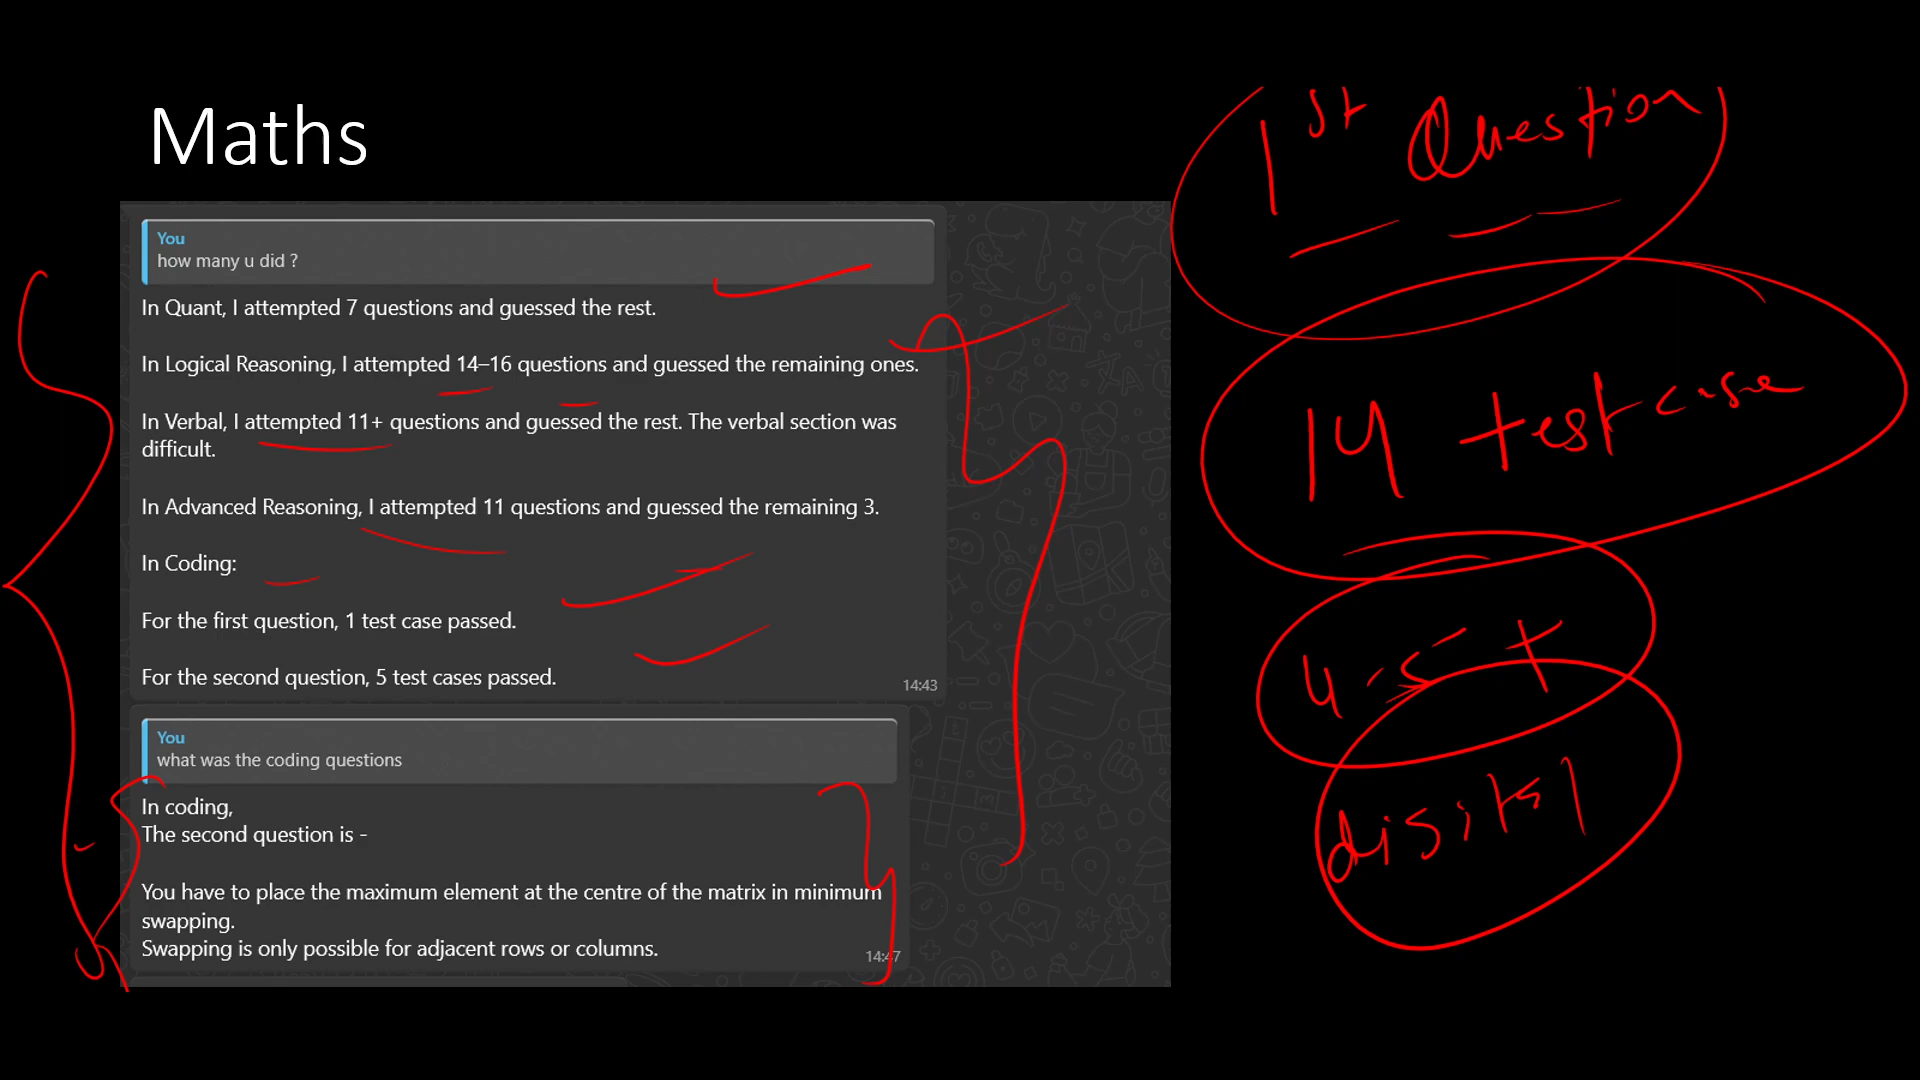 Maths
You
how many u did ?
In Quant, I attempted 7 questions and guessed the rest.
In Logical Reasoning, I attempted 14–16 questions and guessed the remaining ones.
In Verbal, I attempted 11+ questions and guessed the rest. The verbal section was
difficult.
In Advanced Reasoning, I attempted 11 questions and guessed the remaining 3.
In Coding:
For the first question, 1 test case passed.
For the second question, 5 test cases passed.
14:43
You
what was the coding questions
In coding,
The second question is -
You have to place the maximum element at the centre of the matrix in minimum
swapping.
Swapping is only possible for adjacent rows or columns.
14:47
1st Question
14 testcase
4-5 +
digital